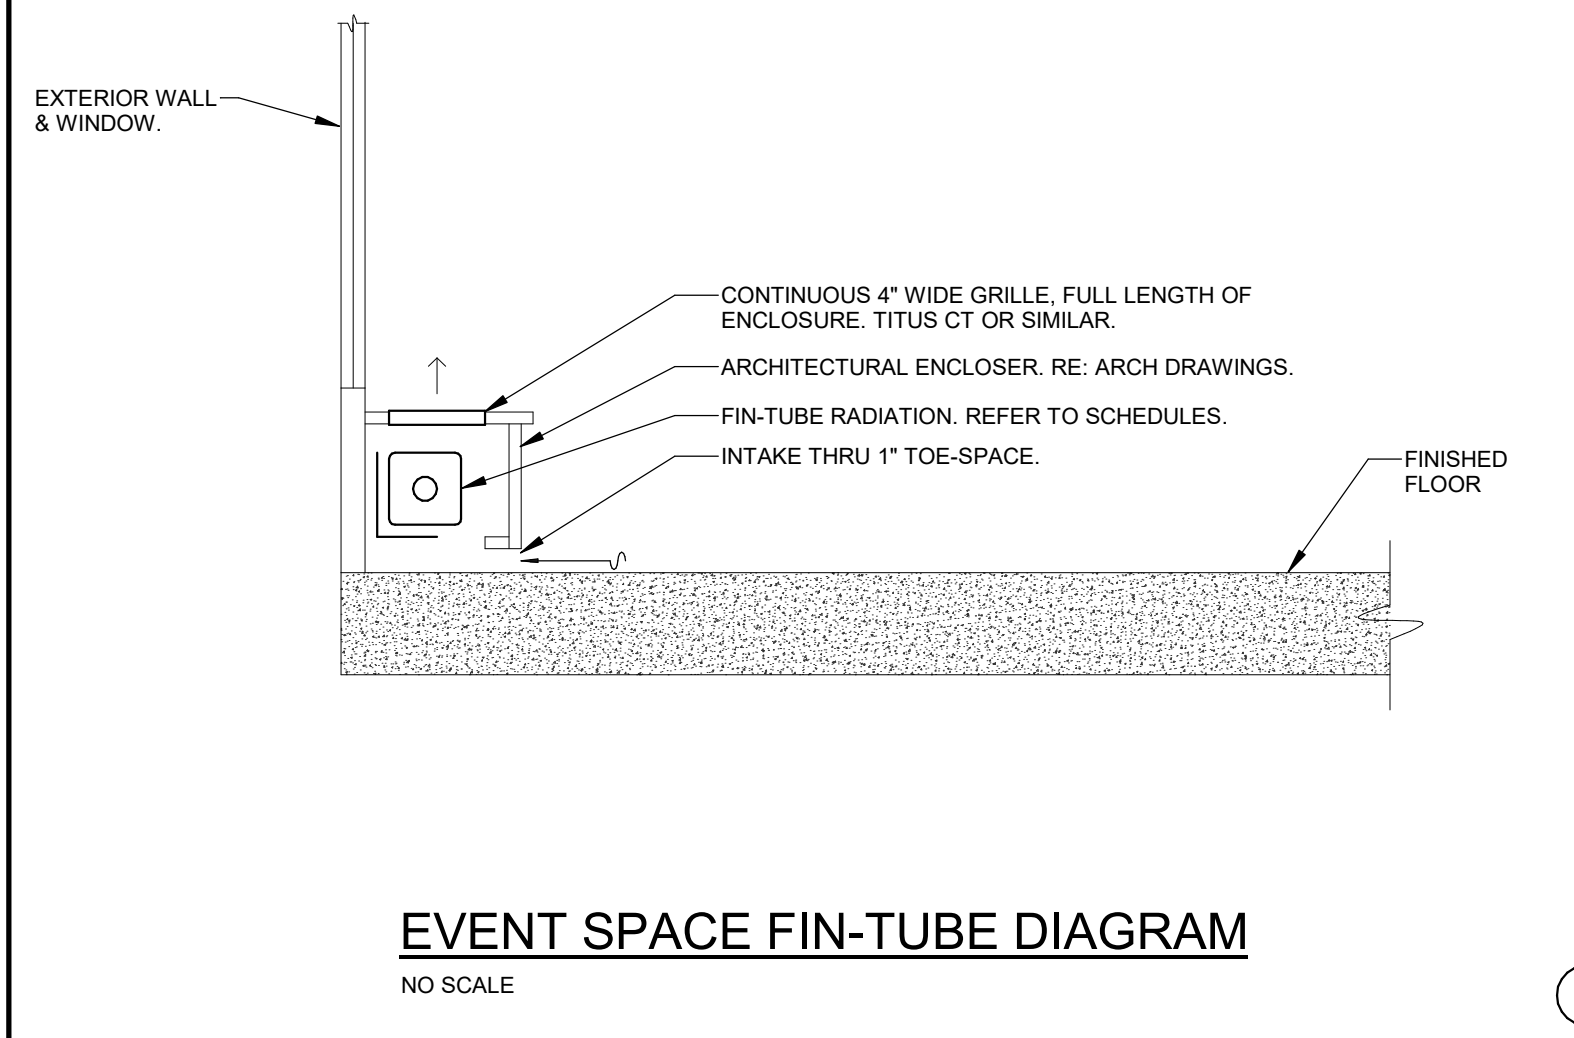 EXTERIOR WALL
& WINDOW.
CONTINUOUS 4" WIDE GRILLE, FULL LENGTH OF
ENCLOSURE. TITUS CT OR SIMILAR.
ARCHITECTURAL ENCLOSER. RE: ARCH DRAWINGS.
FIN-TUBE RADIATION. REFER TO SCHEDULES.
INTAKE THRU 1" TOE-SPACE.
FINISHED
FLOOR
EVENT SPACE FIN-TUBE DIAGRAM
NO SCALE